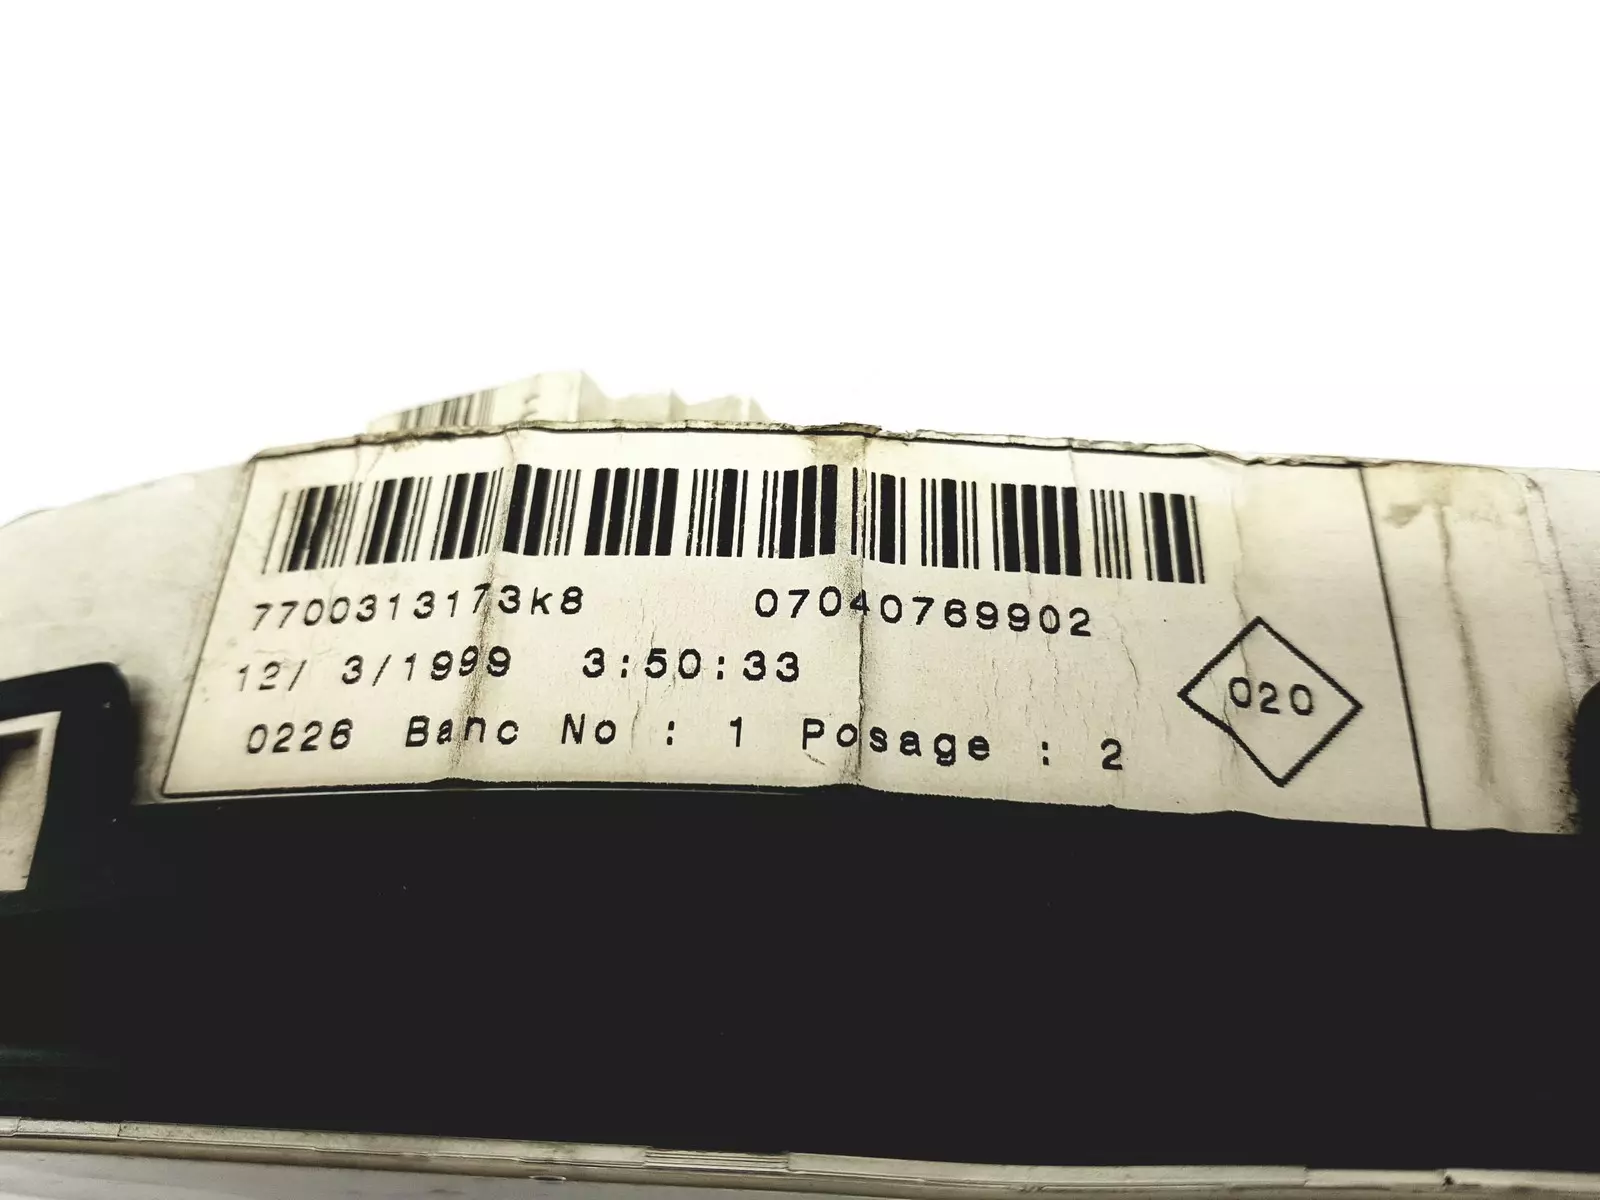 7700313173k8 07040769902
12/ 3/1999 3:50:33
020
0226 Banc No : 1 Posage : 2